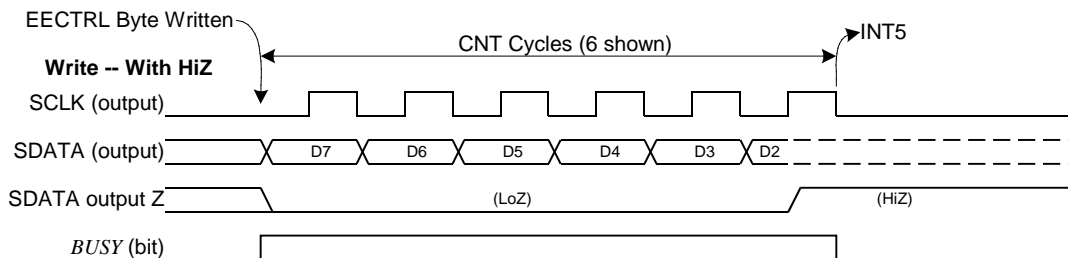 EECTRL Byte Written
CNT Cycles (6 shown)
INT5
Write -- With HiZ
SCLK (output)
SDATA (output)
D7 D6 D5 D4 D3 D2
SDATA output Z
(LoZ)
(HiZ)
BUSY (bit)